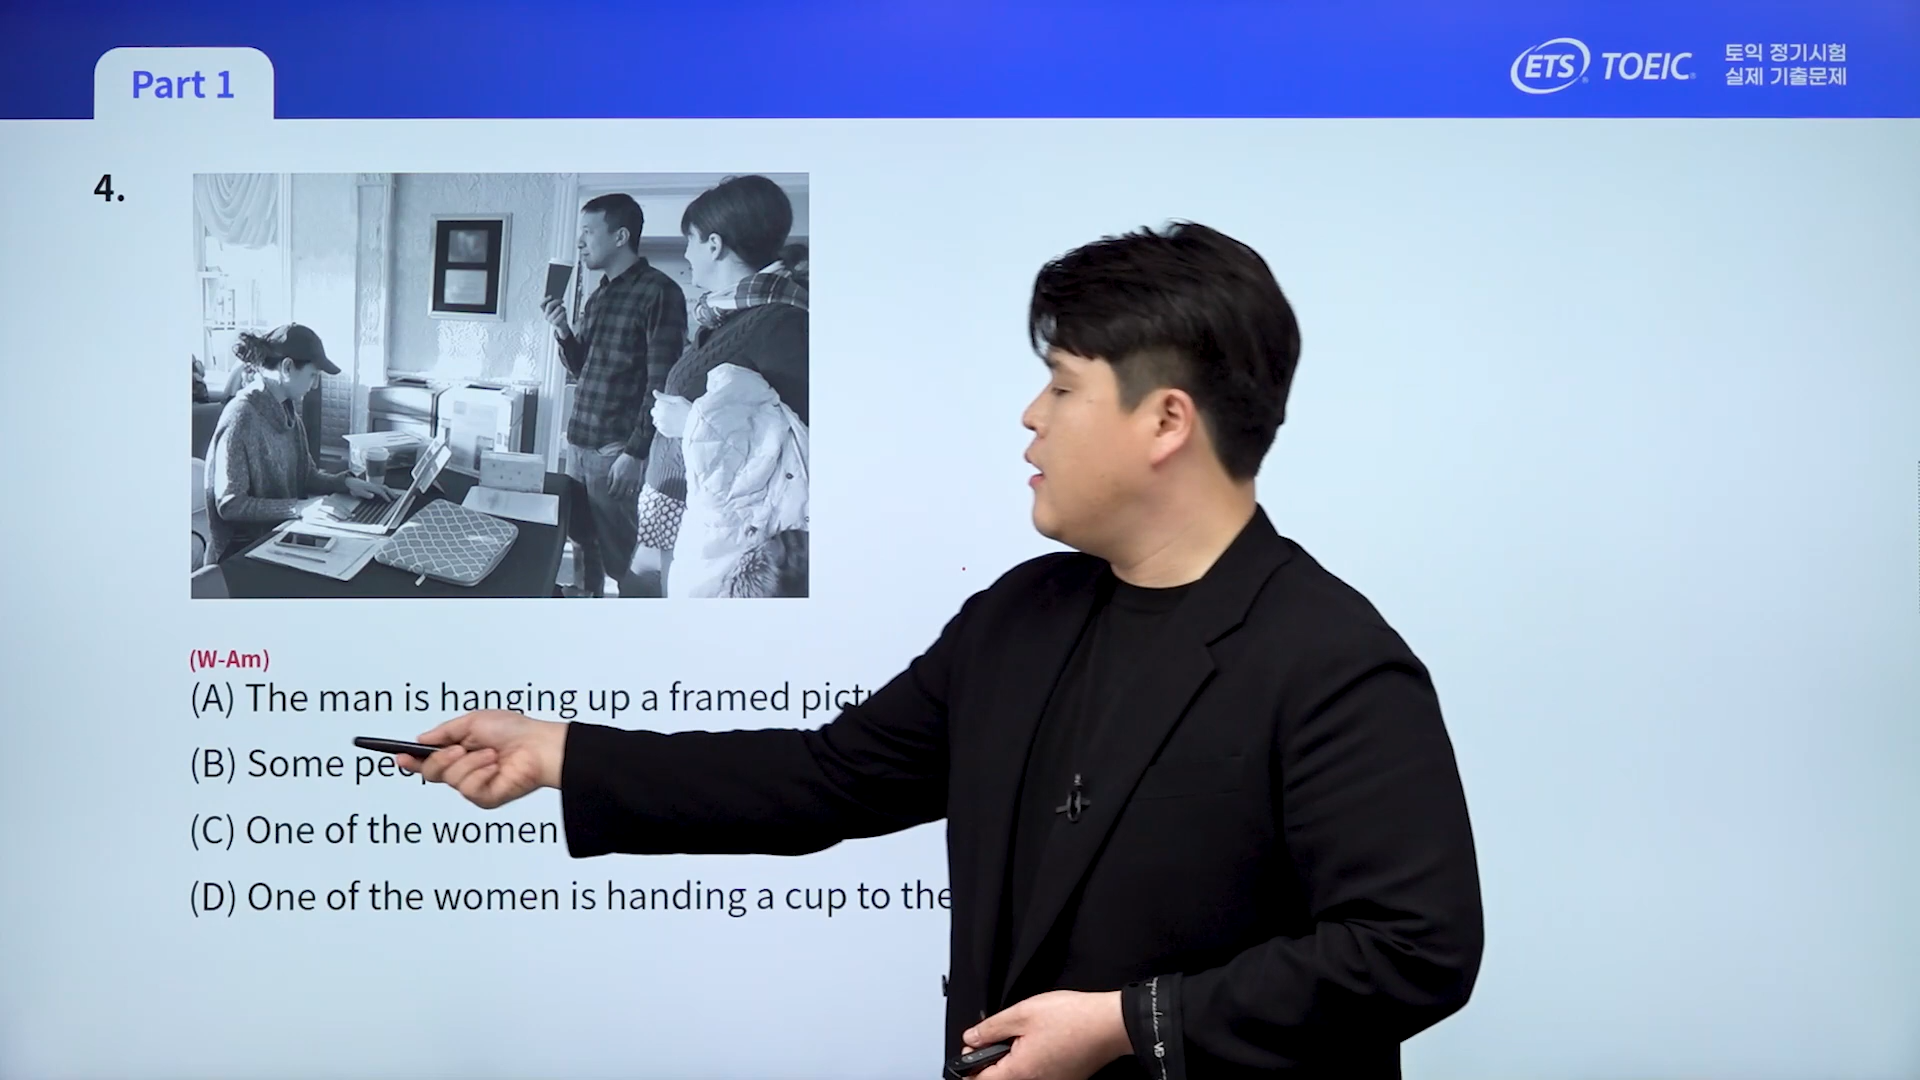 Part 1
ETS TOEIC
토익 정기시험
실제 기출문제
4.
(W-Am)
(A) The man is hanging up a framed
(B) Some
(C) One of the women
(D) One of the women is handing a cup to the